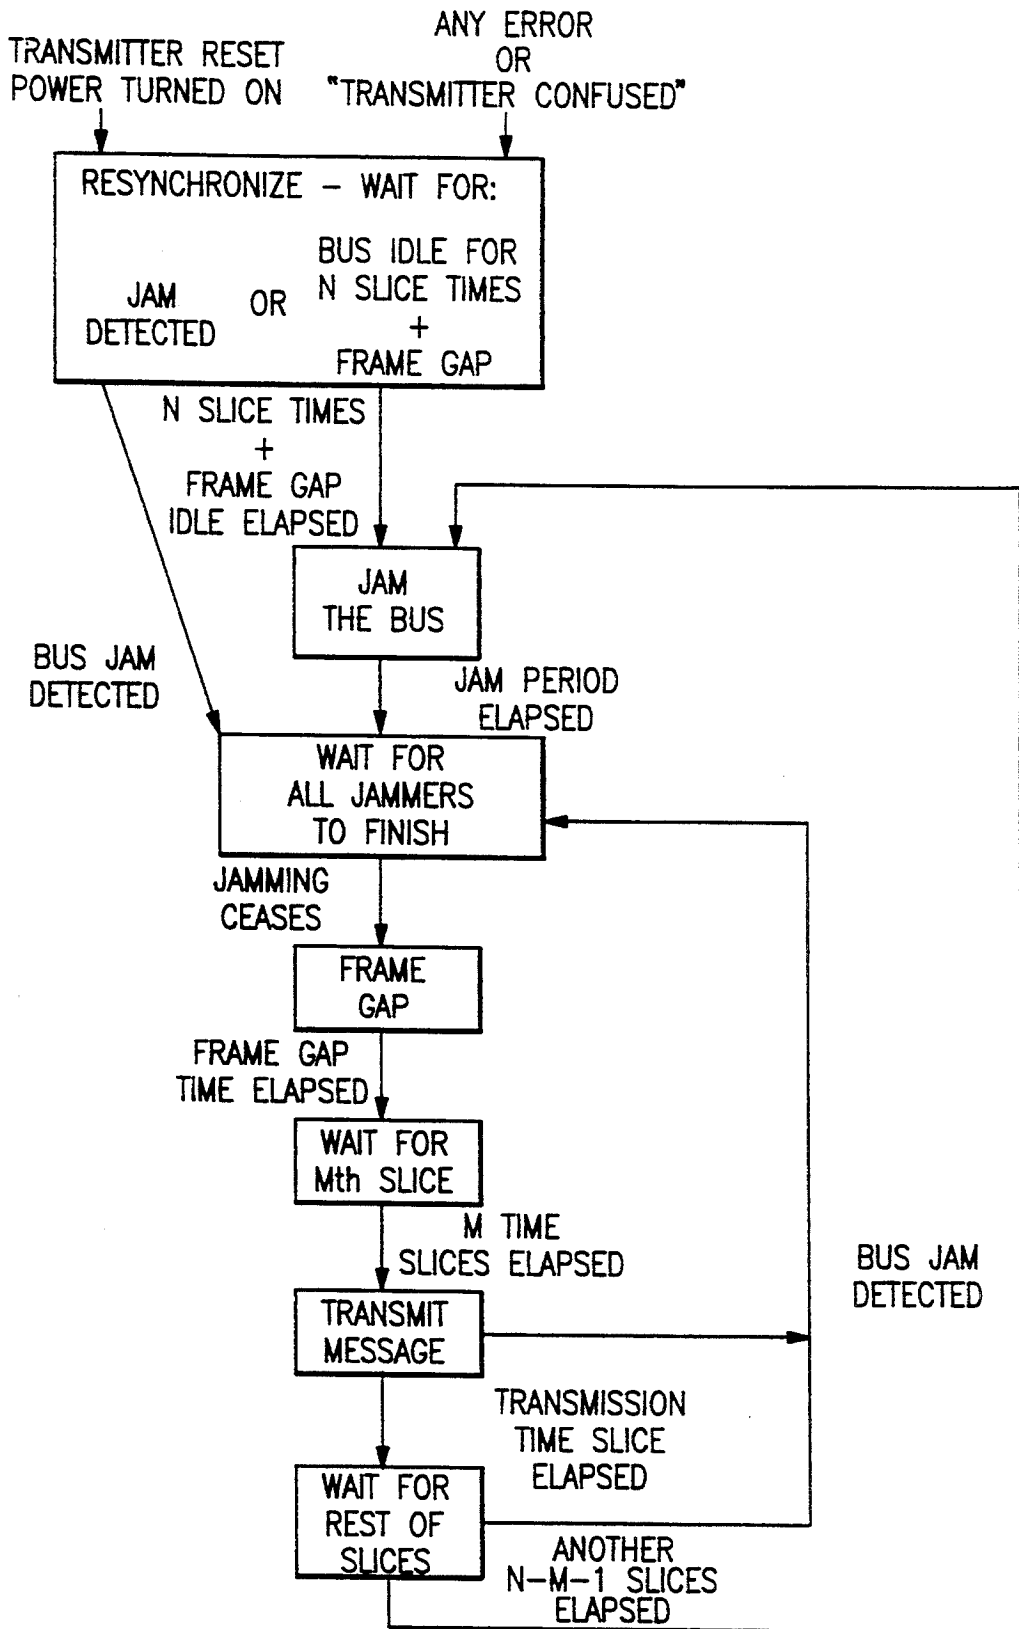 TRANSMITTER RESET
POWER TURNED ON
ANY ERROR
OR
"TRANSMITTER CONFUSED"
RESYNCHRONIZE – WAIT FOR:
JAM
DETECTED
OR
BUS IDLE FOR
N SLICE TIMES
+
FRAME GAP
N SLICE TIMES
+
FRAME GAP
IDLE ELAPSED
JAM
THE BUS
BUS JAM
DETECTED
JAM PERIOD
ELAPSED
WAIT FOR
ALL JAMMERS
TO FINISH
JAMMING
CEASES
FRAME
GAP
FRAME GAP
TIME ELAPSED
WAIT FOR
Mth SLICE
M TIME
SLICES ELAPSED
BUS JAM
DETECTED
TRANSMIT
MESSAGE
TRANSMISSION
TIME SLICE
ELAPSED
WAIT FOR
REST OF
SLICES
ANOTHER
N–M–1 SLICES
ELAPSED